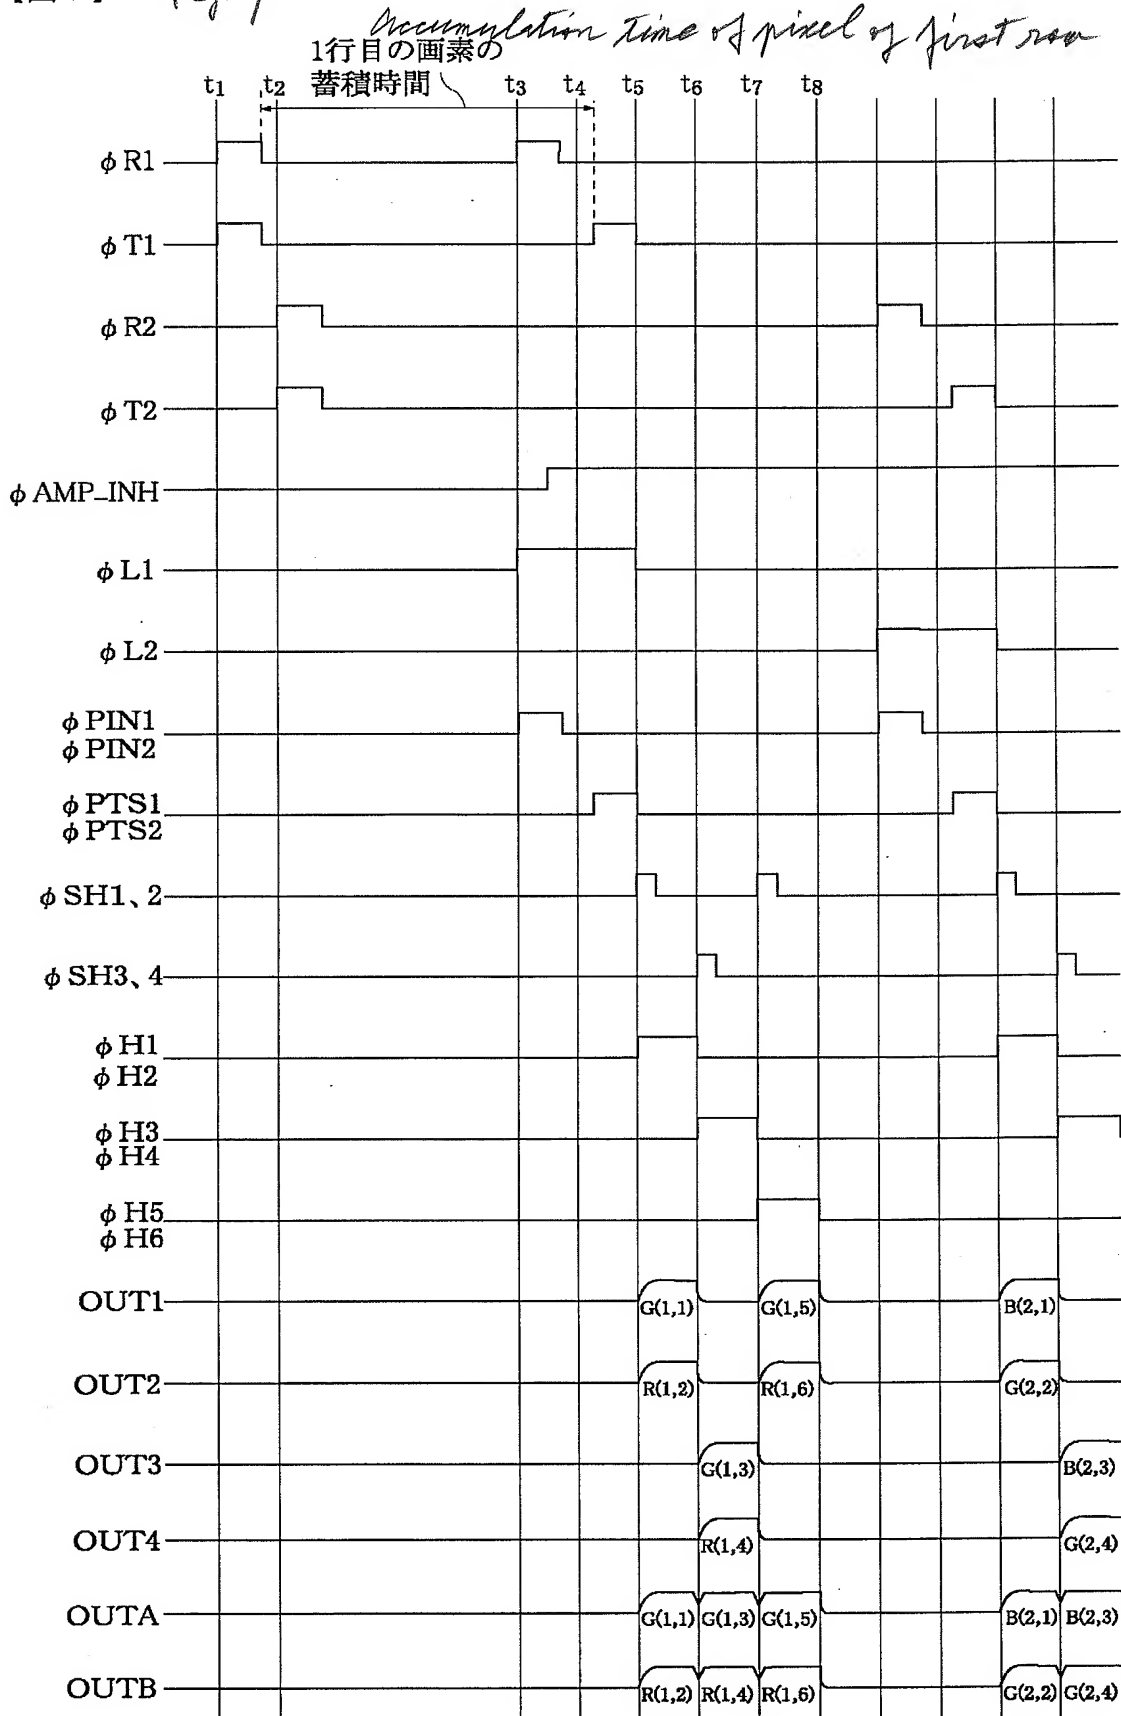 Accumulation time of pixel of first row
1行目の画素の
蓄積時間
t1 t2 t3 t4 t5 t6 t7 t8
φR1
φT1
φR2
φT2
φAMP_INH
φL1
φL2
φPIN1
φPIN2
φPTS1
φPTS2
φSH1、2
φSH3、4
φH1
φH2
φH3
φH4
φH5
φH6
OUT1 G(1,1) G(1,5) B(2,1)
OUT2 R(1,2) R(1,6) G(2,2)
OUT3 G(1,3) B(2,3)
OUT4 R(1,4) G(2,4)
OUTA G(1,1) G(1,3) G(1,5) B(2,1) B(2,3)
OUTB R(1,2) R(1,4) R(1,6) G(2,2) G(2,4)